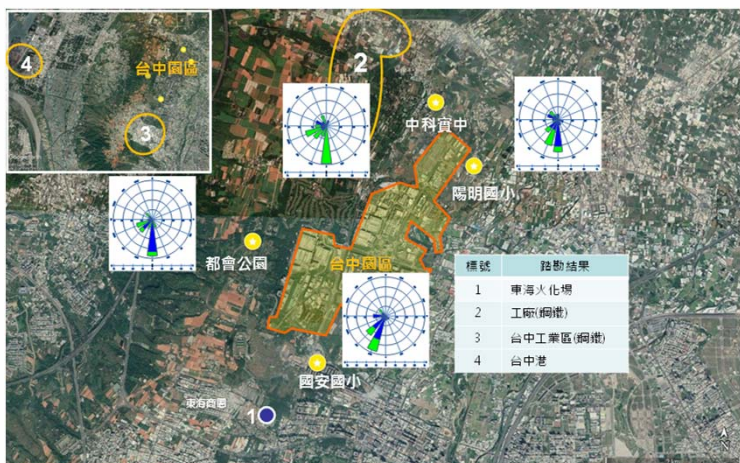 4
台中園區
3
2
中科實中
陽明國小
都會公園
台中園區
國安國小
東海商圈
1
標號 踏勘結果
1 東海火化場
2 工廠(鋼鐵)
3 台中工業區(鋼鐵)
4 台中港
N